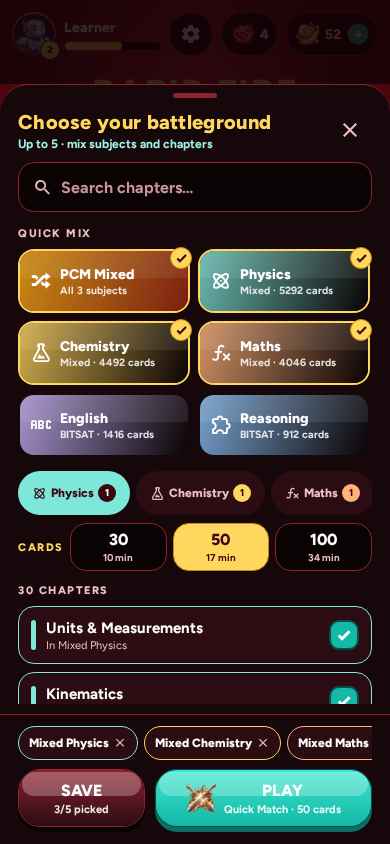 Learner
2
4
52
RAPID FIRE
Choose your battleground
Up to 5 · mix subjects and chapters
Search chapters...
QUICK MIX
PCM Mixed
All 3 subjects
Physics
Mixed · 5292 cards
Chemistry
Mixed · 4492 cards
Maths
Mixed · 4046 cards
ABC
English
BITSAT · 1416 cards
Reasoning
BITSAT · 912 cards
Physics 1
Chemistry 1
Maths 1
CARDS
30
10 min
50
17 min
100
34 min
30 CHAPTERS
Units & Measurements
In Mixed Physics
Kinematics
Mixed Physics ×
Mixed Chemistry ×
Mixed Maths
SAVE
3/5 picked
PLAY
Quick Match · 50 cards